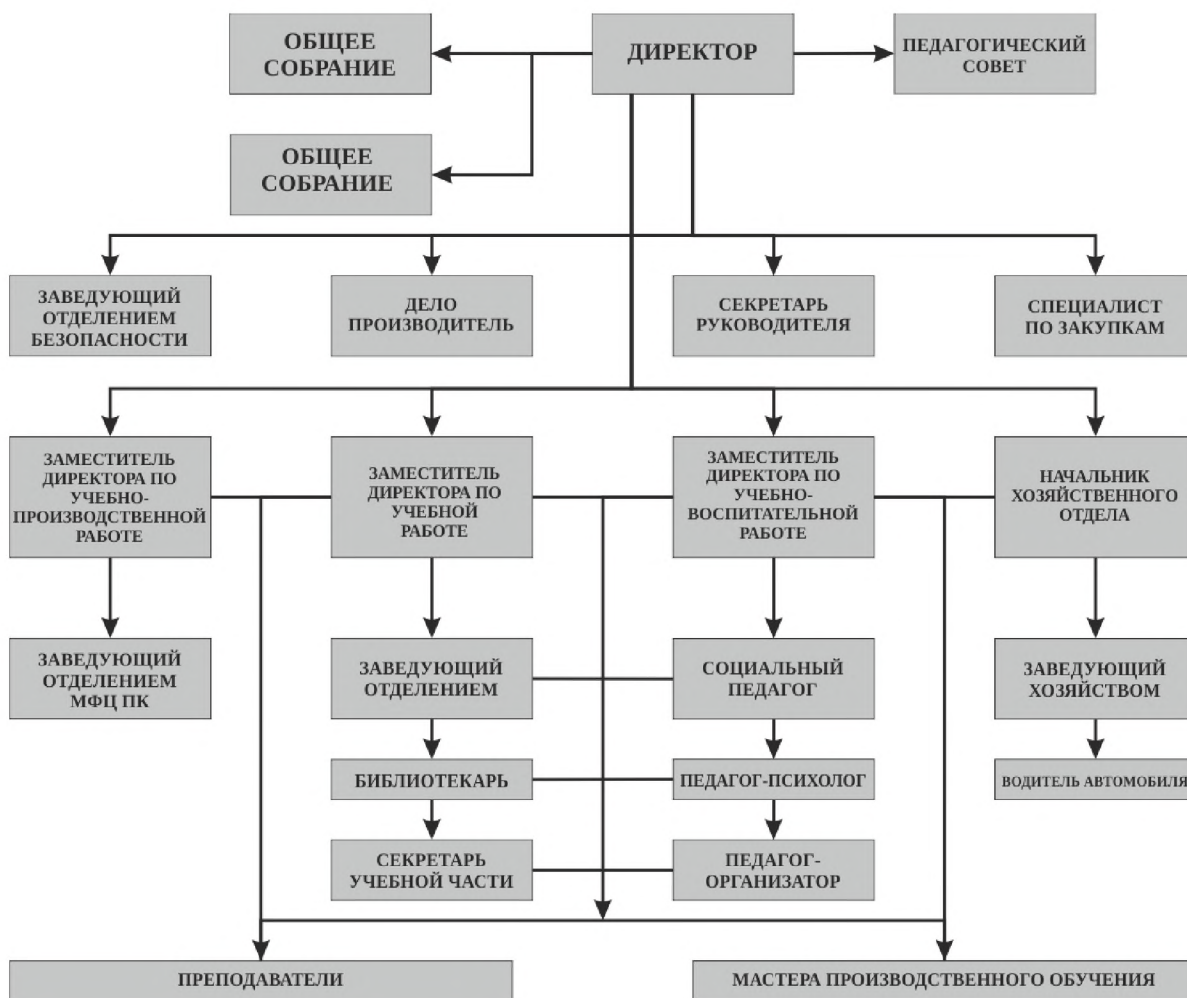 ОБЩЕЕ
СОБРАНИЕ
ДИРЕКТОР
ПЕДАГОГИЧЕСКИЙ
СОВЕТ
ОБЩЕЕ
СОБРАНИЕ
ЗАВЕДУЮЩИЙ
ОТДЕЛЕНИЕМ
БЕЗОПАСНОСТИ
ДЕЛО
ПРОИЗВОДИТЕЛЬ
СЕКРЕТАРЬ
РУКОВОДИТЕЛЯ
СПЕЦИАЛИСТ
ПО ЗАКУПКАМ
ЗАМЕСТИТЕЛЬ
ДИРЕКТОРА ПО
УЧЕБНО-
ПРОИЗВОДСТВЕННОЙ
РАБОТЕ
ЗАМЕСТИТЕЛЬ
ДИРЕКТОРА ПО
УЧЕБНОЙ
РАБОТЕ
ЗАМЕСТИТЕЛЬ
ДИРЕКТОРА ПО
УЧЕБНО-
ВОСПИТАТЕЛЬНОЙ
РАБОТЕ
НАЧАЛЬНИК
ХОЗЯЙСТВЕННОГО
ОТДЕЛА
ЗАВЕДУЮЩИЙ
ОТДЕЛЕНИЕМ
МФЦ ПК
ЗАВЕДУЮЩИЙ
ОТДЕЛЕНИЕМ
СОЦИАЛЬНЫЙ
ПЕДАГОГ
ЗАВЕДУЮЩИЙ
ХОЗЯЙСТВОМ
БИБЛИОТЕКАРЬ
ПЕДАГОГ-ПСИХОЛОГ
ВОДИТЕЛЬ АВТОМОБИЛЯ
СЕКРЕТАРЬ
УЧЕБНОЙ ЧАСТИ
ПЕДАГОГ-
ОРГАНИЗАТОР
ПРЕПОДАВАТЕЛИ
МАСТЕРА ПРОИЗВОДСТВЕННОГО ОБУЧЕНИЯ